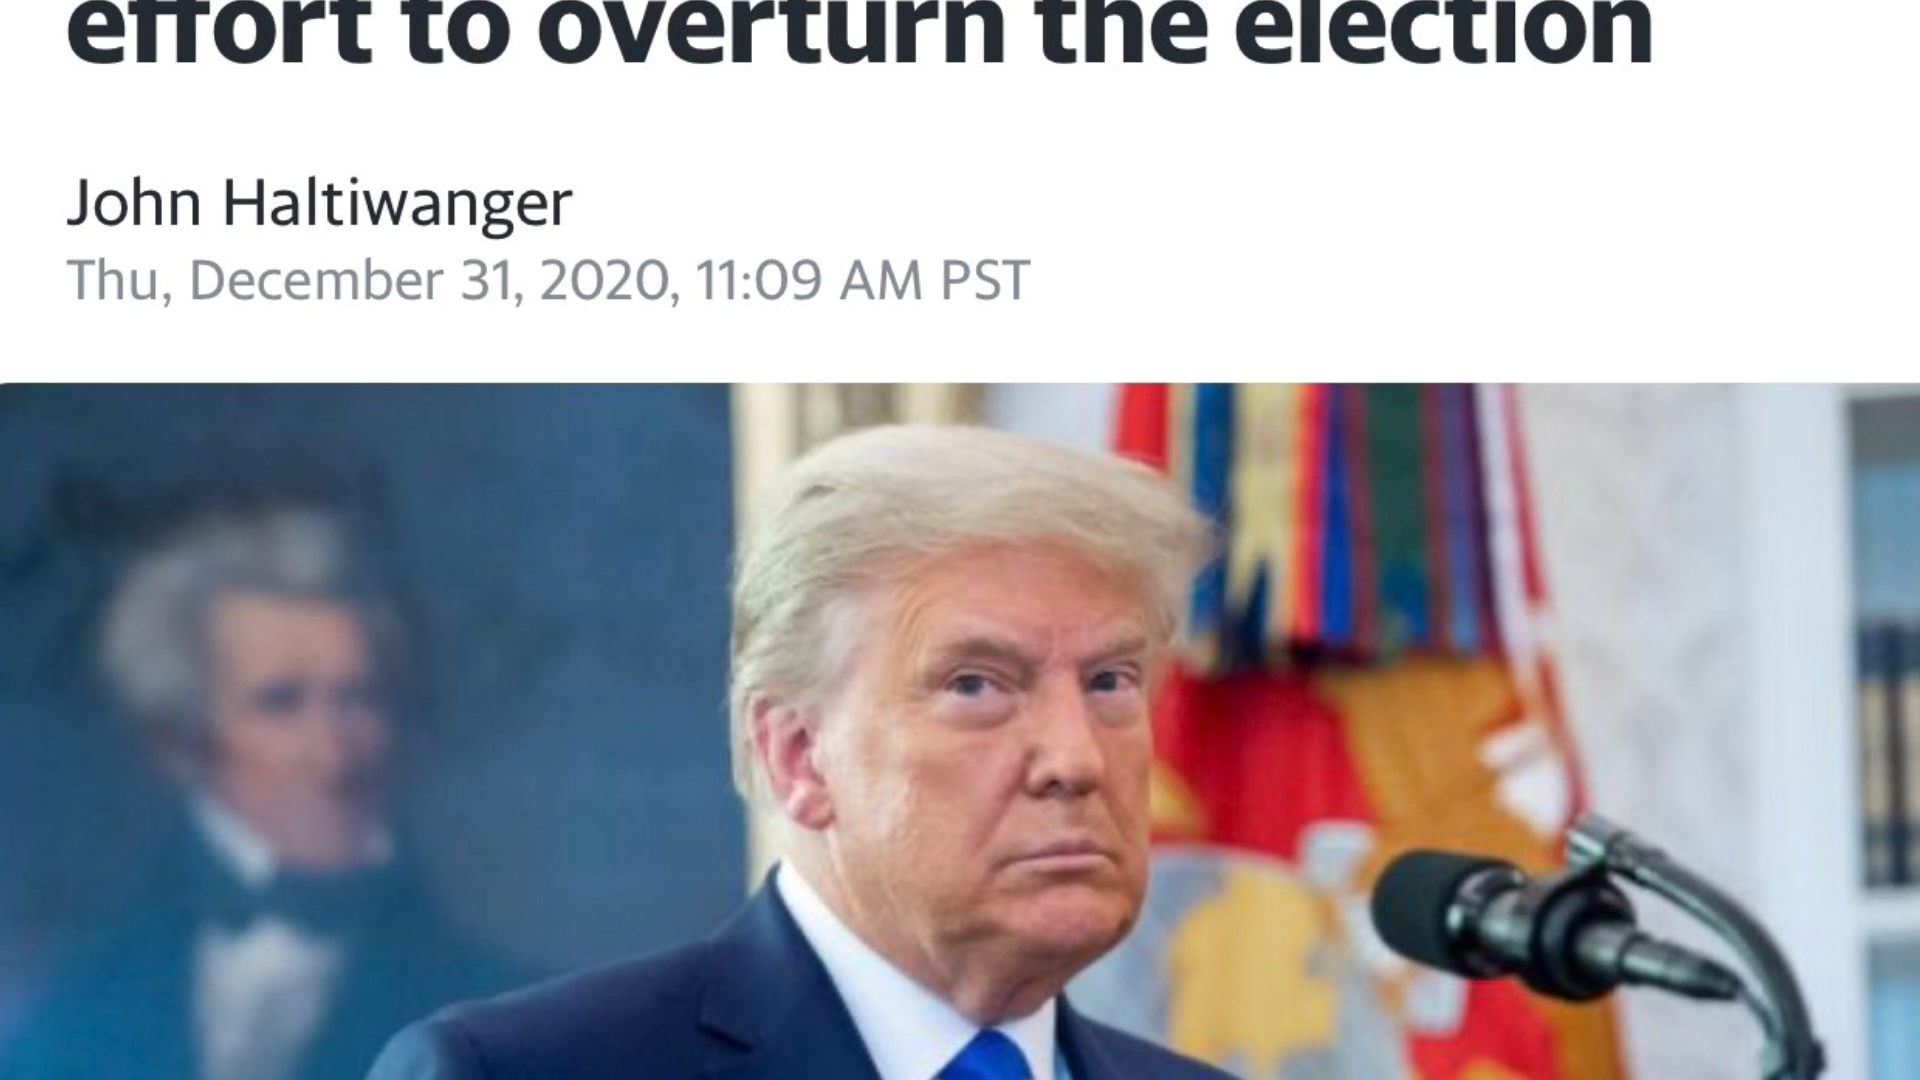 effort to overturn the election
John Haltiwanger
Thu, December 31, 2020, 11:09 AM PST